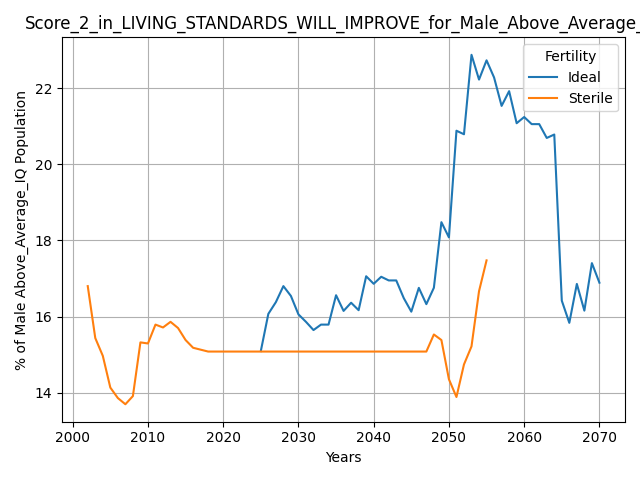 Score_2_in_LIVING_STANDARDS_WILL_IMPROVE_for_Male_Above_Average_
% of Male Above_Average_IQ Population
22
20
18
16
14
Fertility
Ideal
Sterile
2000 2010 2020 2030 2040 2050 2060 2070
Years